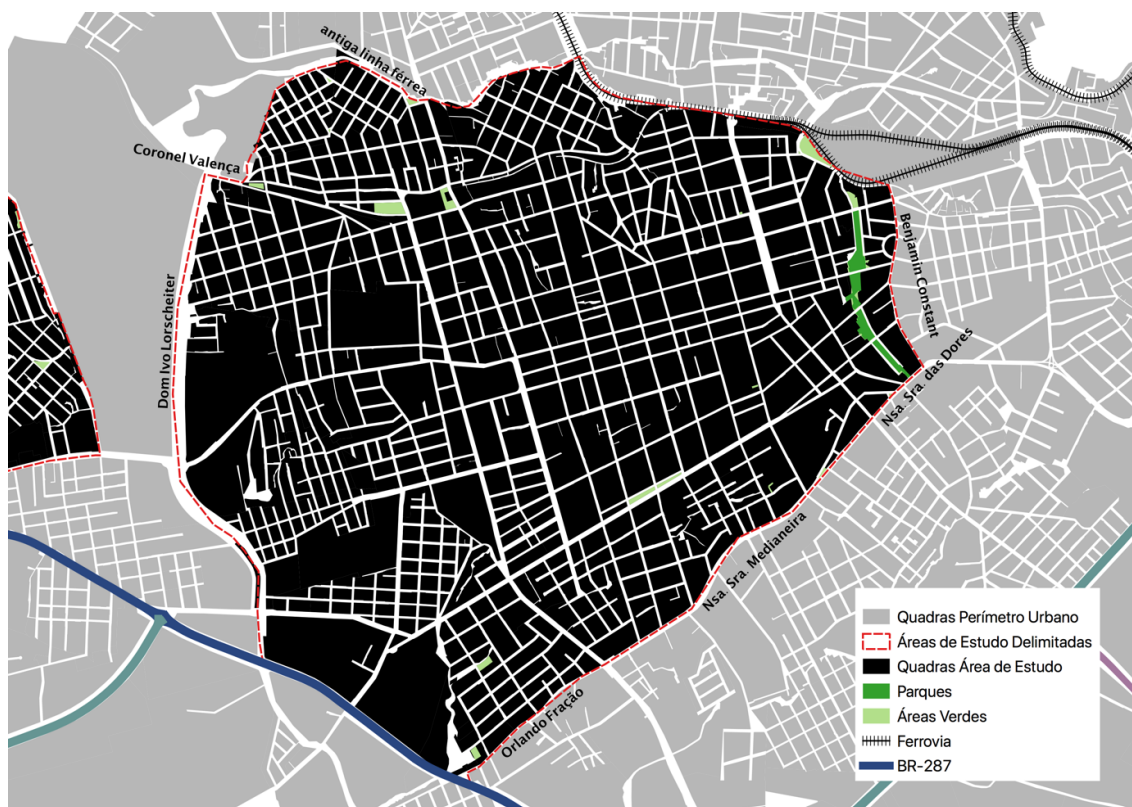 antiga linha férrea
Coronel Valença
Benjamin Constant
Dom Ivo Lorscheiter
Nsa. Sra. das Dores
Nsa. Sra. Medianeira
Orlando Fração
Quadras Perímetro Urbano
Áreas de Estudo Delimitadas
Quadras Área de Estudo
Parques
Áreas Verdes
Ferrovia
BR-287